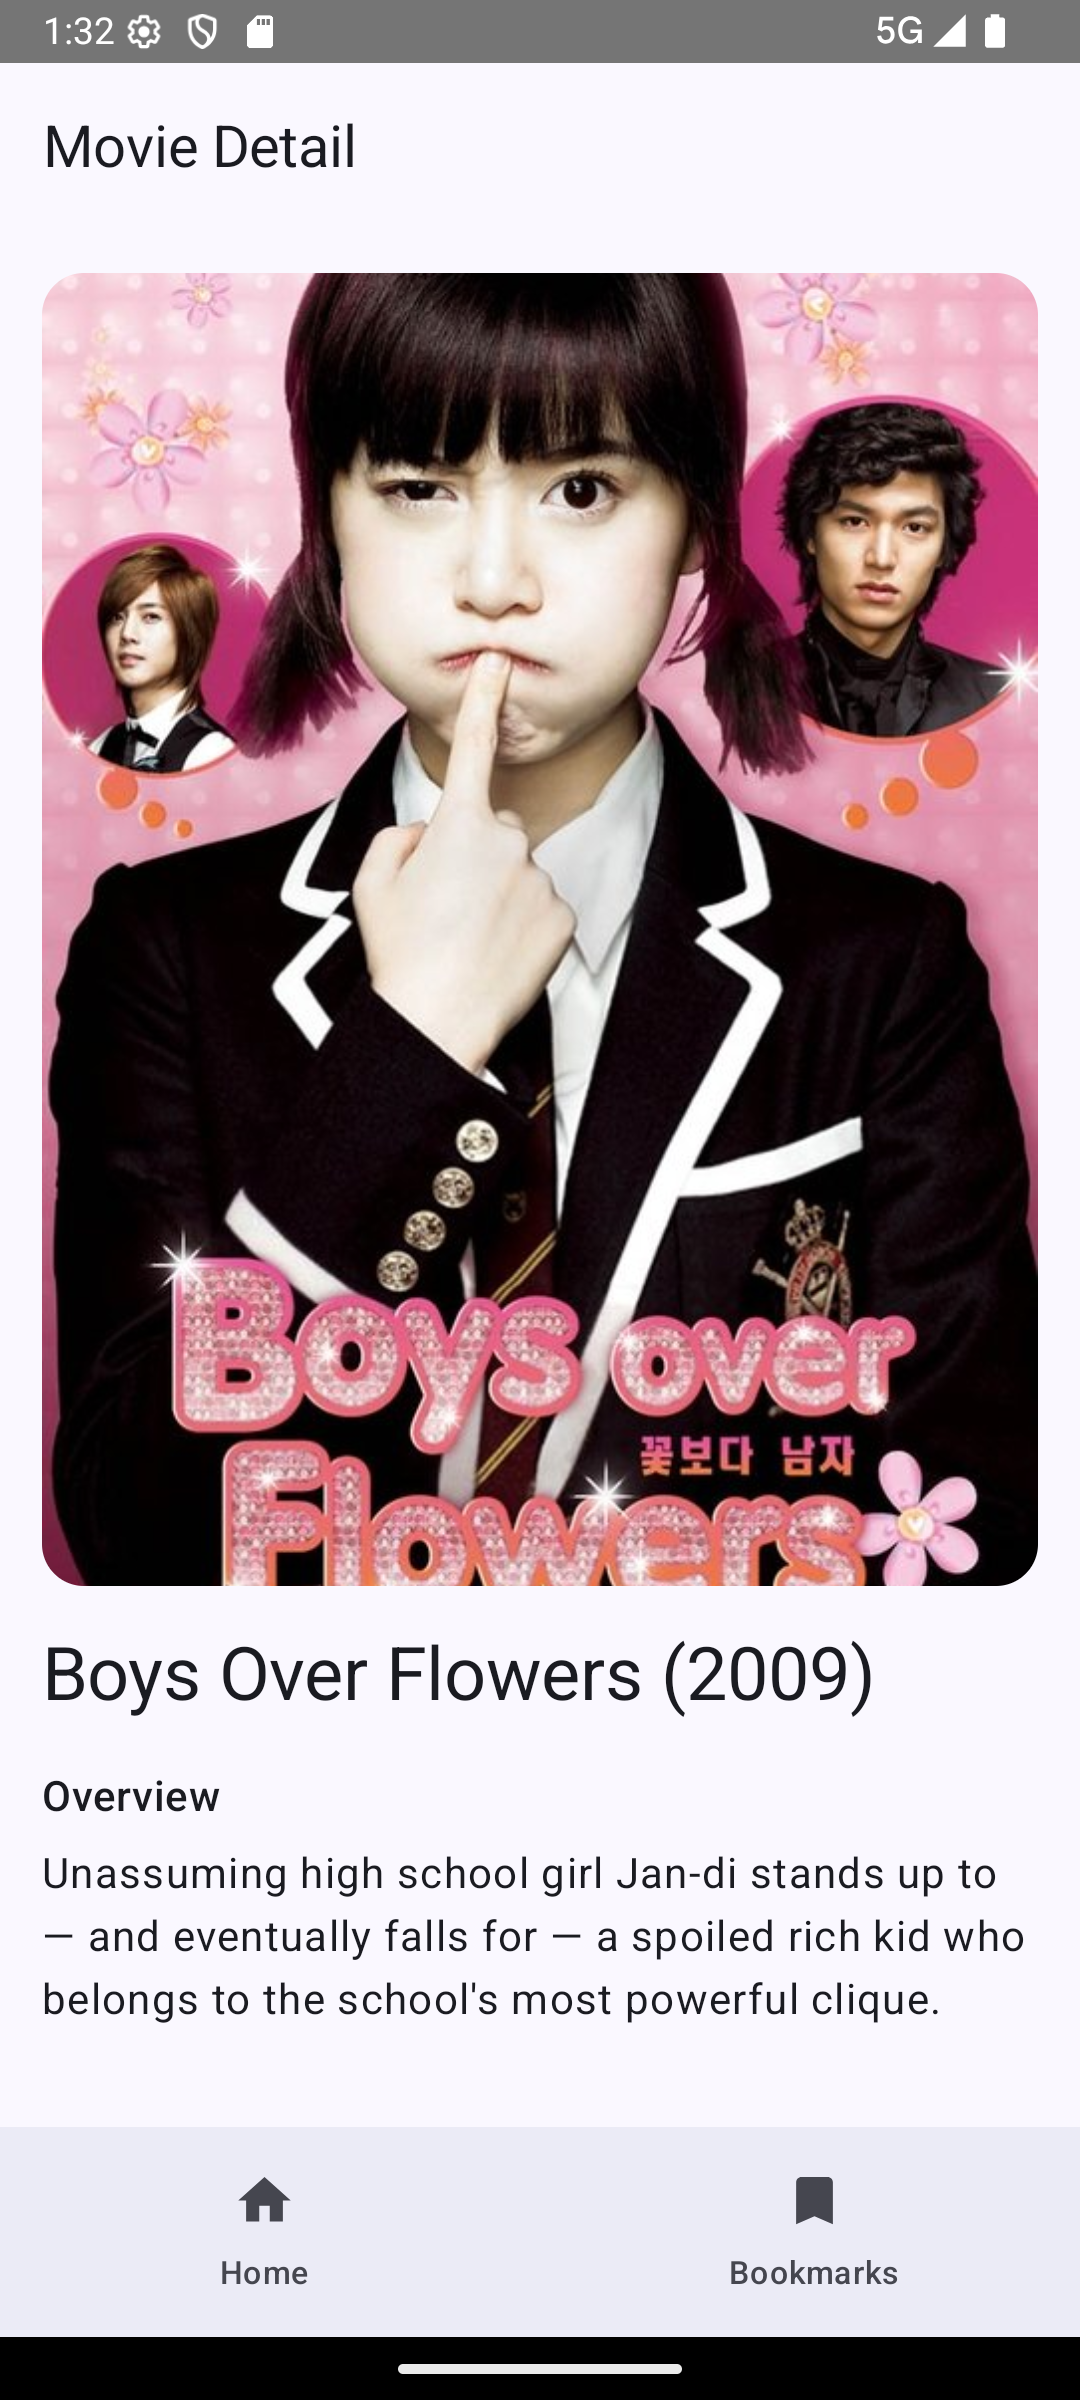 1:32 5G
Movie Detail
Boys over
꽃보다 남자
Flowers
Boys Over Flowers (2009)
Overview
Unassuming high school girl Jan-di stands up to
— and eventually falls for — a spoiled rich kid who
belongs to the school's most powerful clique.
Home Bookmarks